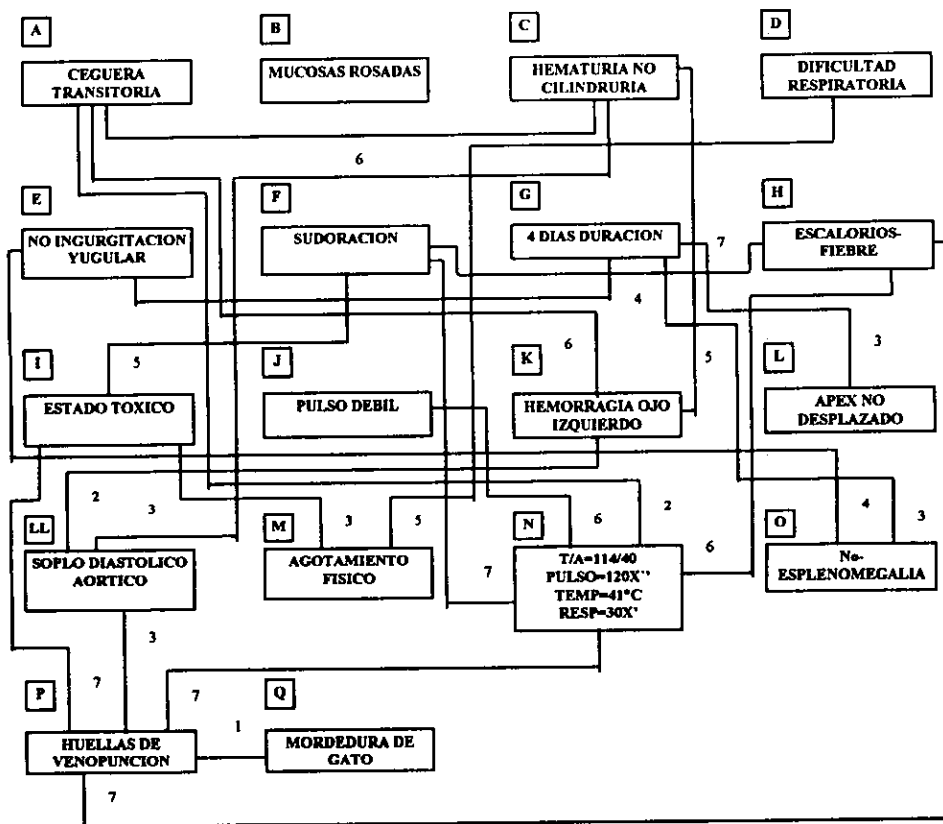 A
B
C
D
CEGUERA
TRANSITORIA
MUCOSAS ROSADAS
HEMATURIA NO
CILINDRURIA
DIFICULTAD
RESPIRATORIA
6
E
F
G
H
NO INGURGITACION
YUGULAR
SUDORACION
4 DIAS DURACION
7
ESCALORIOS-
FIEBRE
4
I
5
J
6
K
5
3
L
ESTADO TOXICO
PULSO DEBIL
HEMORRAGIA OJO
IZQUIERDO
APEX NO
DESPLAZADO
2
3
LL
M
3
5
N
6
2
6
4
O
3
SOPLO DIASTOLICO
AORTICO
AGOTAMIENTO
FISICO
7
T/A=114/40
PULSO=120X''
TEMP=41°C
RESP=30X'
No-
ESPLENOMEGALIA
3
P
7
7
Q
1
HUELLAS DE
VENOPUNCION
MORDEDURA DE
GATO
7